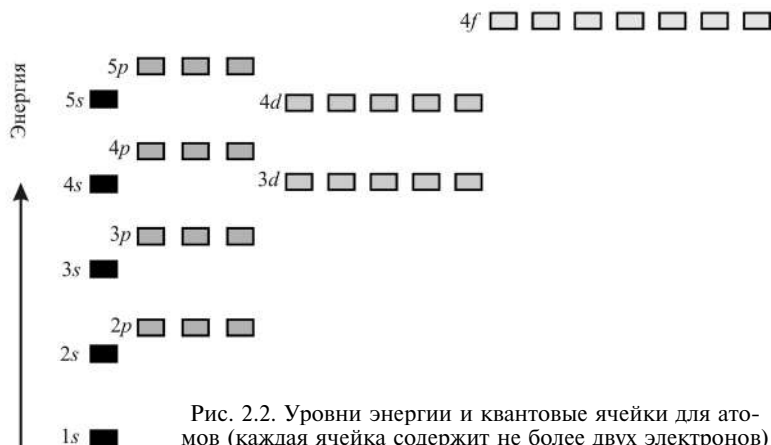 4f
5p
Энергия
5s
4d
4p
4s
3d
3p
3s
2p
2s
1s
Рис. 2.2. Уровни энергии и квантовые ячейки для ато-
мов (каждая ячейка содержит не более двух электронов)